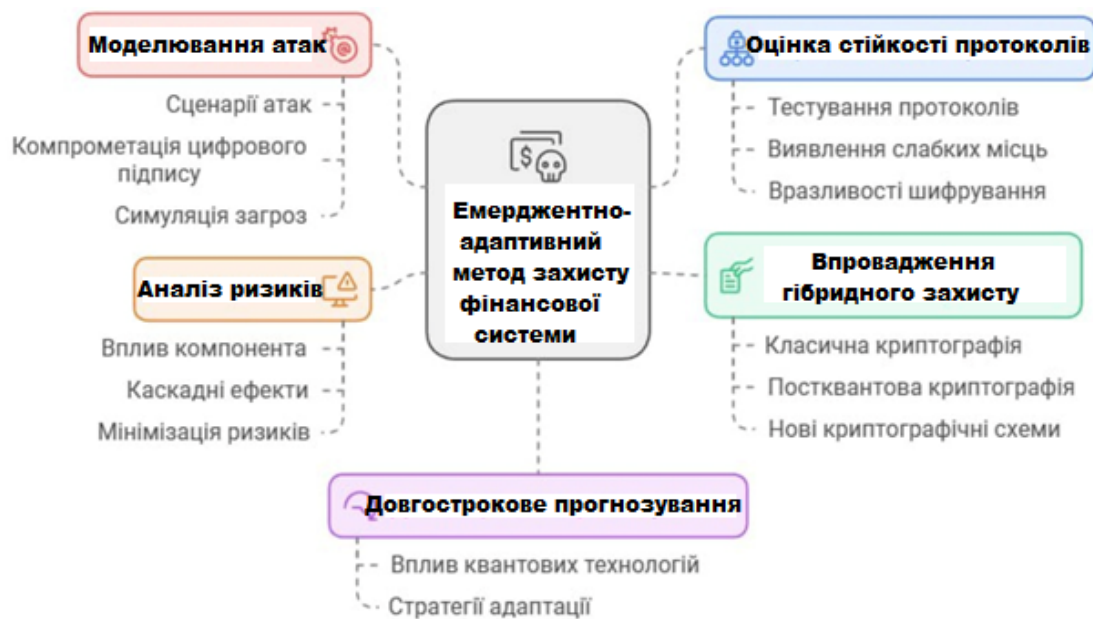 Моделювання атак
Сценарії атак
Компрометація цифрового
підпису
Симуляція загроз
Аналіз ризиків
Вплив компонента
Каскадні ефекти
Мінімізація ризиків
$
Емерджентно-
адаптивний
метод захисту
фінансової
системи
Оцінка стійкості протоколів
Тестування протоколів
Виявлення слабких місць
Вразливості шифрування
Впровадження
гібридного захисту
Класична криптографія
Постквантова криптографія
Нові криптографічні схеми
Довгострокове прогнозування
Вплив квантових технологій
Стратегії адаптації